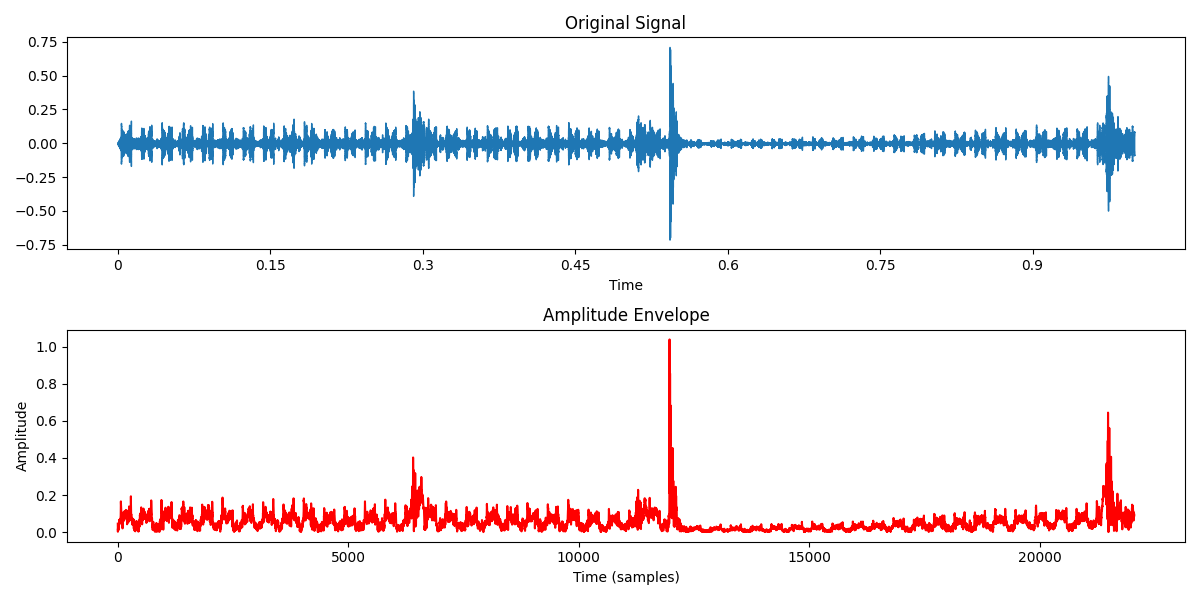 Original Signal
0.75
0.50
0.25
0.00
−0.25
−0.50
−0.75
0 0.15 0.3 0.45 0.6 0.75 0.9
Time
Amplitude Envelope
Amplitude
1.0
0.8
0.6
0.4
0.2
0.0
0 5000 10000 15000 20000
Time (samples)